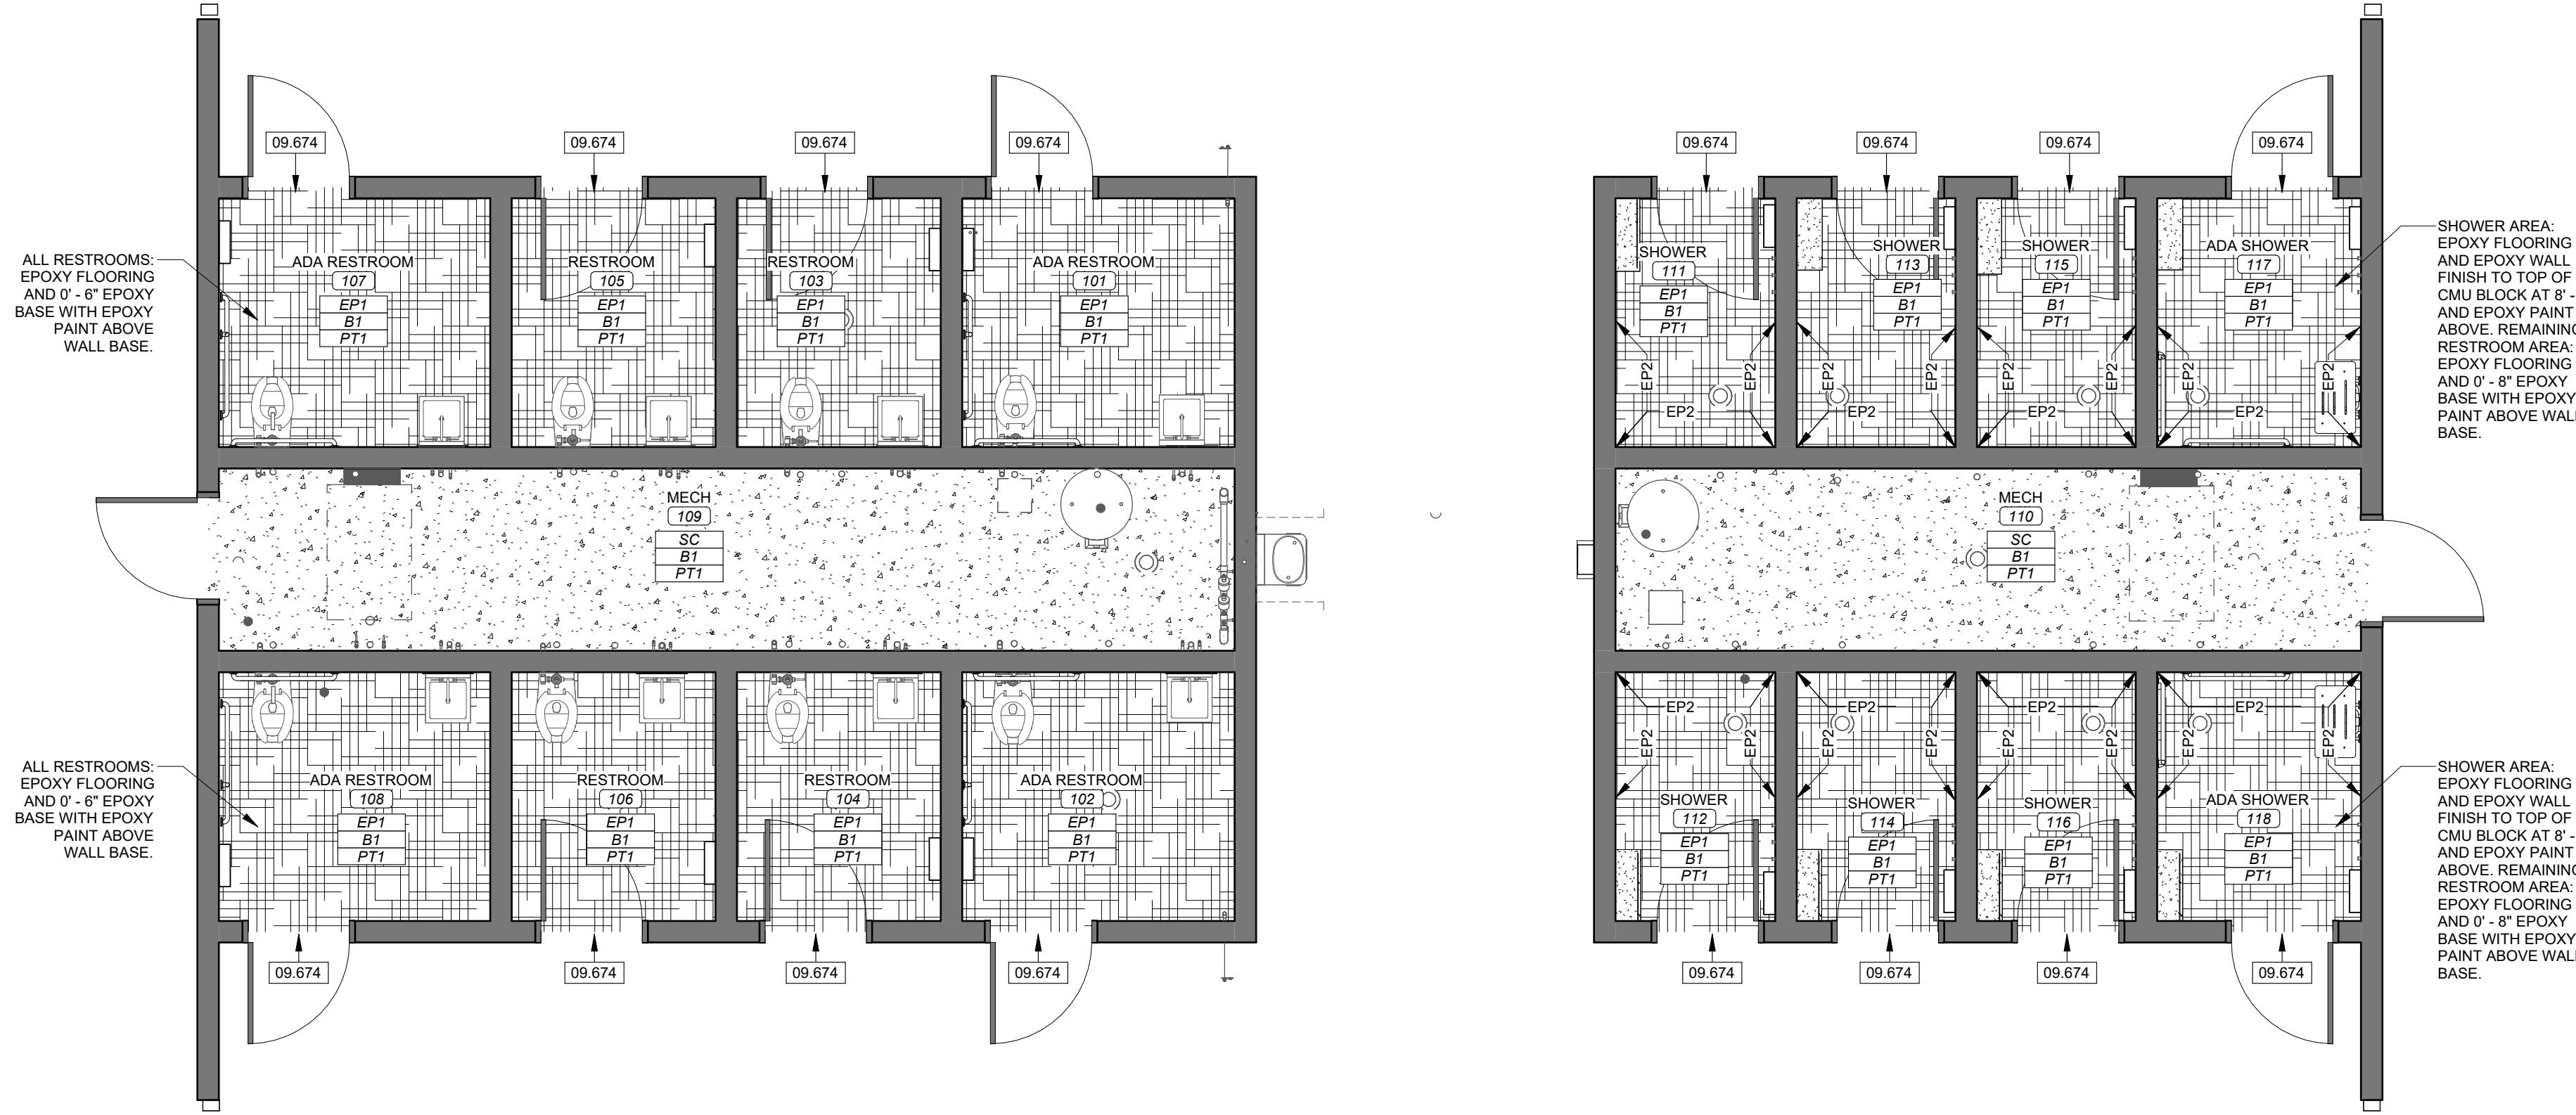 09.674
09.674
09.674
09.674
09.674
09.674
09.674
09.674
ALL RESTROOMS:
EPOXY FLOORING
AND 0' - 6" EPOXY
BASE WITH EPOXY
PAINT ABOVE
WALL BASE.
ADA RESTROOM
107
EP1
B1
PT1
RESTROOM
105
EP1
B1
PT1
RESTROOM
103
EP1
B1
PT1
ADA RESTROOM
101
EP1
B1
PT1
SHOWER
111
EP1
B1
PT1
EP2
EP2
EP2
SHOWER
113
EP1
B1
PT1
EP2
EP2
EP2
SHOWER
115
EP1
B1
PT1
EP2
EP2
EP2
ADA SHOWER
117
EP1
B1
PT1
EP2
EP2
EP2
SHOWER AREA:
EPOXY FLOORING
AND EPOXY WALL
FINISH TO TOP OF
CMU BLOCK AT 8' -
AND EPOXY PAINT
ABOVE. REMAINING
RESTROOM AREA:
EPOXY FLOORING
AND 0' - 8" EPOXY
BASE WITH EPOXY
PAINT ABOVE WALL
BASE.
MECH
109
SC
B1
PT1
MECH
110
SC
B1
PT1
ALL RESTROOMS:
EPOXY FLOORING
AND 0' - 6" EPOXY
BASE WITH EPOXY
PAINT ABOVE
WALL BASE.
ADA RESTROOM
108
EP1
B1
PT1
RESTROOM
106
EP1
B1
PT1
RESTROOM
104
EP1
B1
PT1
ADA RESTROOM
102
EP1
B1
PT1
EP2
EP2
EP2
SHOWER
112
EP1
B1
PT1
EP2
EP2
EP2
SHOWER
114
EP1
B1
PT1
EP2
EP2
EP2
SHOWER
116
EP1
B1
PT1
EP2
EP2
EP2
ADA SHOWER
118
EP1
B1
PT1
SHOWER AREA:
EPOXY FLOORING
AND EPOXY WALL
FINISH TO TOP OF
CMU BLOCK AT 8' -
AND EPOXY PAINT
ABOVE. REMAINING
RESTROOM AREA:
EPOXY FLOORING
AND 0' - 8" EPOXY
BASE WITH EPOXY
PAINT ABOVE WALL
BASE.
09.674
09.674
09.674
09.674
09.674
09.674
09.674
09.674